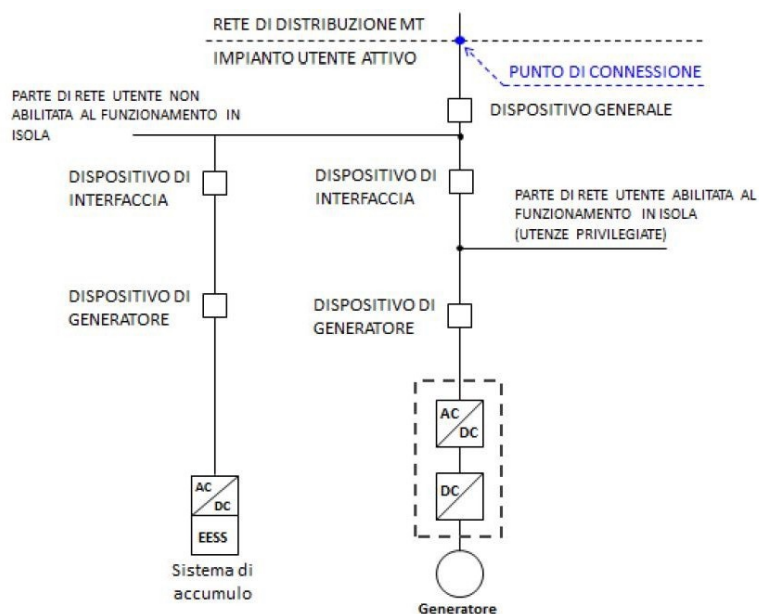 RETE DI DISTRIBUZIONE MT
IMPIANTO UTENTE ATTIVO
PUNTO DI CONNESSIONE
PARTE DI RETE UTENTE NON
ABILITATA AL FUNZIONAMENTO IN
ISOLA
DISPOSITIVO GENERALE
DISPOSITIVO DI
INTERFACCIA
DISPOSITIVO DI
INTERFACCIA
PARTE DI RETE UTENTE ABILITATA AL
FUNZIONAMENTO IN ISOLA
(UTENZE PRIVILEGIATE)
DISPOSITIVO DI
GENERATORE
DISPOSITIVO DI
GENERATORE
AC
DC
DC
AC
DC
EESS
Sistema di
accumulo
Generatore